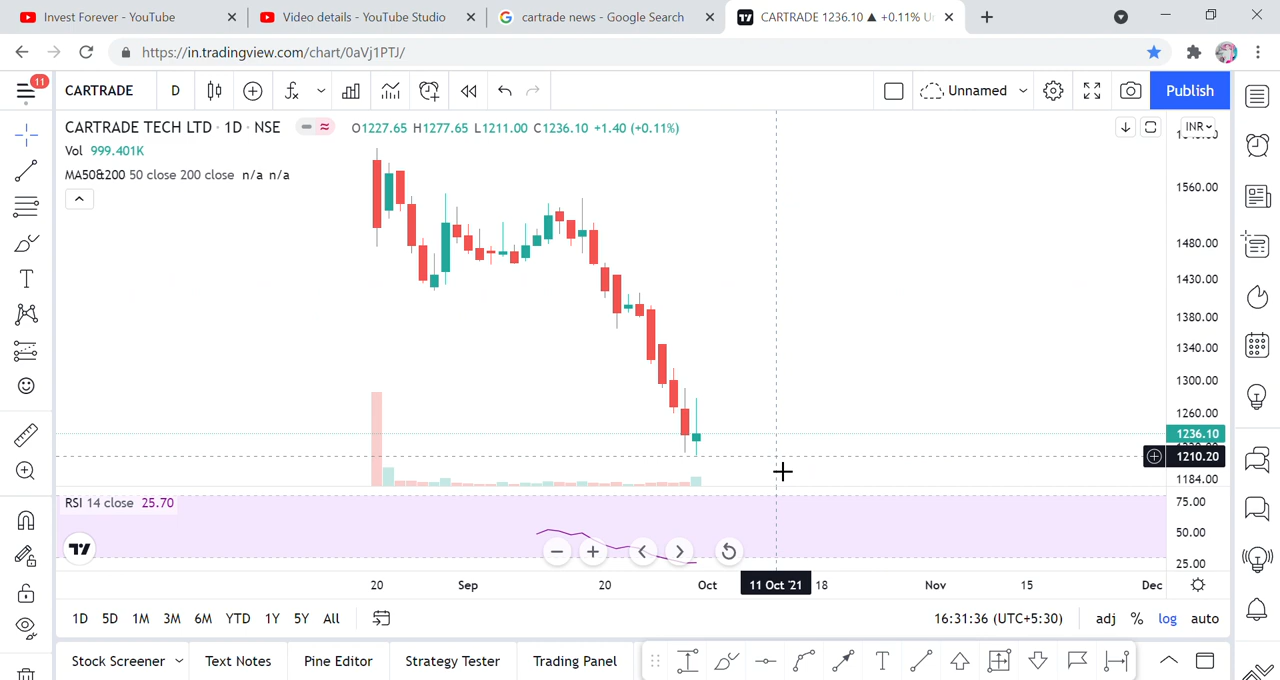 Invest Forever - YouTube
Video details - YouTube Studio
cartrade news - Google Search
CARTRADE 1236.10 ▲ +0.11% Un
https://in.tradingview.com/chart/0aVj1PTJ/
11
CARTRADE
D
Unnamed
Publish
CARTRADE TECH LTD · 1D · NSE
O1227.65 H1277.65 L1211.00 C1236.10 +1.40 (+0.11%)
INR
Vol 999.401K
MA50&200 50 close 200 close n/a n/a
1560.00
1480.00
1430.00
1380.00
1340.00
1300.00
1260.00
1236.10
1210.20
1184.00
RSI 14 close 25.70
75.00
50.00
25.00
20 Sep 20 Oct 11 Oct '21 18 Nov 15 Dec
1D 5D 1M 3M 6M YTD 1Y 5Y All
16:31:36 (UTC+5:30)
adj % log auto
Stock Screener
Text Notes
Pine Editor
Strategy Tester
Trading Panel